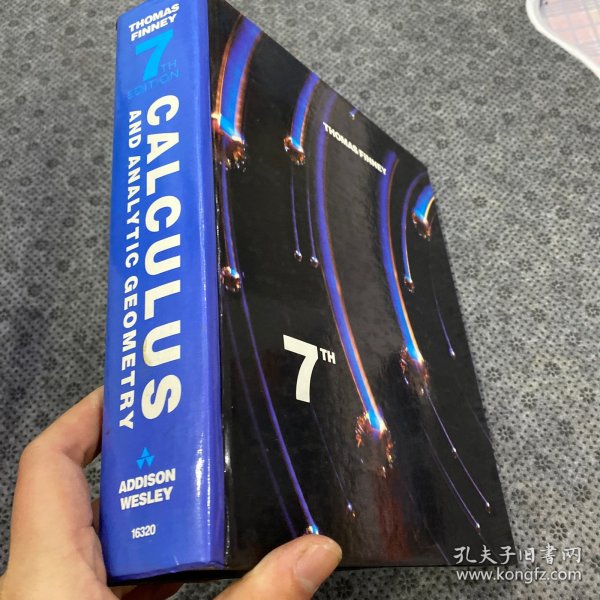 THOMAS
FINNEY
7TH
EDITION
CALCULUS
AND ANALYTIC GEOMETRY
ADDISON
WESLEY
16320
THOMAS FINNEY
7TH
孔夫子旧书网
www.kongfz.com